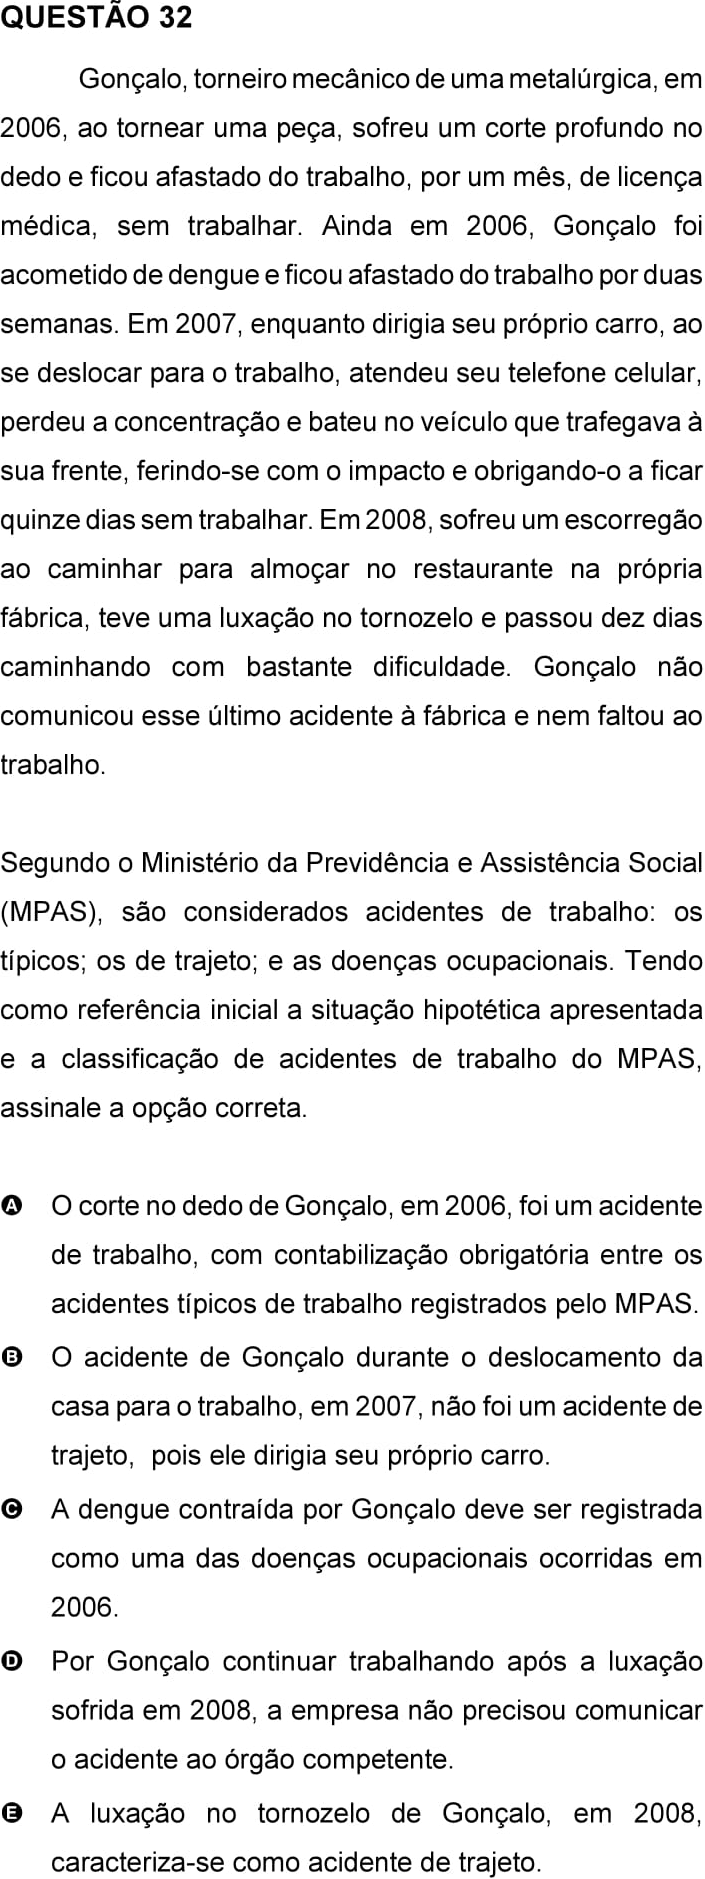 QUESTÃO 32
Gonçalo, torneiro mecânico de uma metalúrgica, em
2006, ao tornear uma peça, sofreu um corte profundo no
dedo e ficou afastado do trabalho, por um mês, de licença
médica, sem trabalhar. Ainda em 2006, Gonçalo foi
acometido de dengue e ficou afastado do trabalho por duas
semanas. Em 2007, enquanto dirigia seu próprio carro, ao
se deslocar para o trabalho, atendeu seu telefone celular,
perdeu a concentração e bateu no veículo que trafegava à
sua frente, ferindo-se com o impacto e obrigando-o a ficar
quinze dias sem trabalhar. Em 2008, sofreu um escorregão
ao caminhar para almoçar no restaurante na própria
fábrica, teve uma luxação no tornozelo e passou dez dias
caminhando com bastante dificuldade. Gonçalo não
comunicou esse último acidente à fábrica e nem faltou ao
trabalho.
Segundo o Ministério da Previdência e Assistência Social
(MPAS), são considerados acidentes de trabalho: os
típicos; os de trajeto; e as doenças ocupacionais. Tendo
como referência inicial a situação hipotética apresentada
e a classificação de acidentes de trabalho do MPAS,
assinale a opção correta.
A O corte no dedo de Gonçalo, em 2006, foi um acidente
de trabalho, com contabilização obrigatória entre os
acidentes típicos de trabalho registrados pelo MPAS.
B O acidente de Gonçalo durante o deslocamento da
casa para o trabalho, em 2007, não foi um acidente de
trajeto, pois ele dirigia seu próprio carro.
C A dengue contraída por Gonçalo deve ser registrada
como uma das doenças ocupacionais ocorridas em
2006.
D Por Gonçalo continuar trabalhando após a luxação
sofrida em 2008, a empresa não precisou comunicar
o acidente ao órgão competente.
E A luxação no tornozelo de Gonçalo, em 2008,
caracteriza-se como acidente de trajeto.